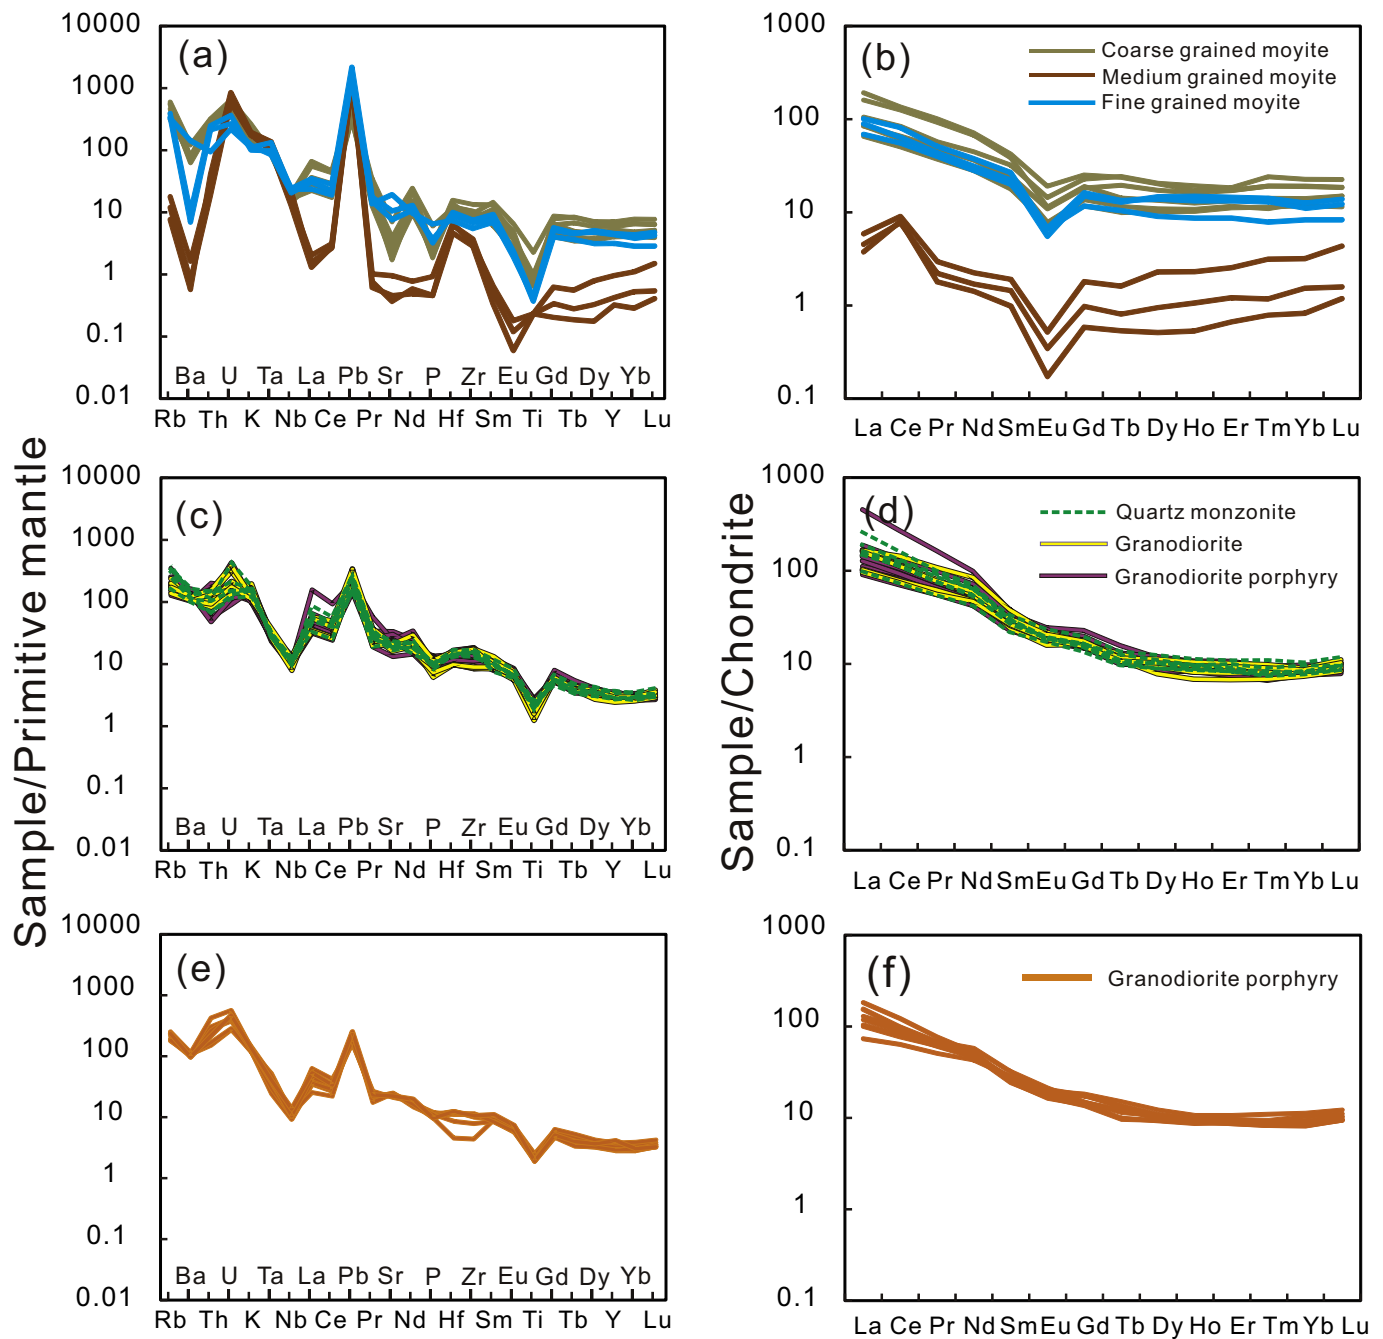 Sample/Primitive mantle
Sample/Chondrite
(a)
10000
1000
100
10
1
0.1
0.01
Ba U Ta La Pb Sr P Zr Eu Gd Dy Yb
Rb Th K Nb Ce Pr Nd Hf Sm Ti Tb Y Lu
(b)
Coarse grained moyite
Medium grained moyite
Fine grained moyite
1000
100
10
1
0.1
La Ce Pr Nd Sm Eu Gd Tb Dy Ho Er Tm Yb Lu
(c)
10000
1000
100
10
1
0.1
0.01
Ba U Ta La Pb Sr P Zr Eu Gd Dy Yb
Rb Th K Nb Ce Pr Nd Hf Sm Ti Tb Y Lu
(d)
Quartz monzonite
Granodiorite
Granodiorite porphyry
1000
100
10
1
0.1
La Ce Pr Nd Sm Eu Gd Tb Dy Ho Er Tm Yb Lu
(e)
10000
1000
100
10
1
0.1
0.01
Ba U Ta La Pb Sr P Zr Eu Gd Dy Yb
Rb Th K Nb Ce Pr Nd Hf Sm Ti Tb Y Lu
(f)
Granodiorite porphyry
1000
100
10
1
0.1
La Ce Pr Nd Sm Eu Gd Tb Dy Ho Er Tm Yb Lu